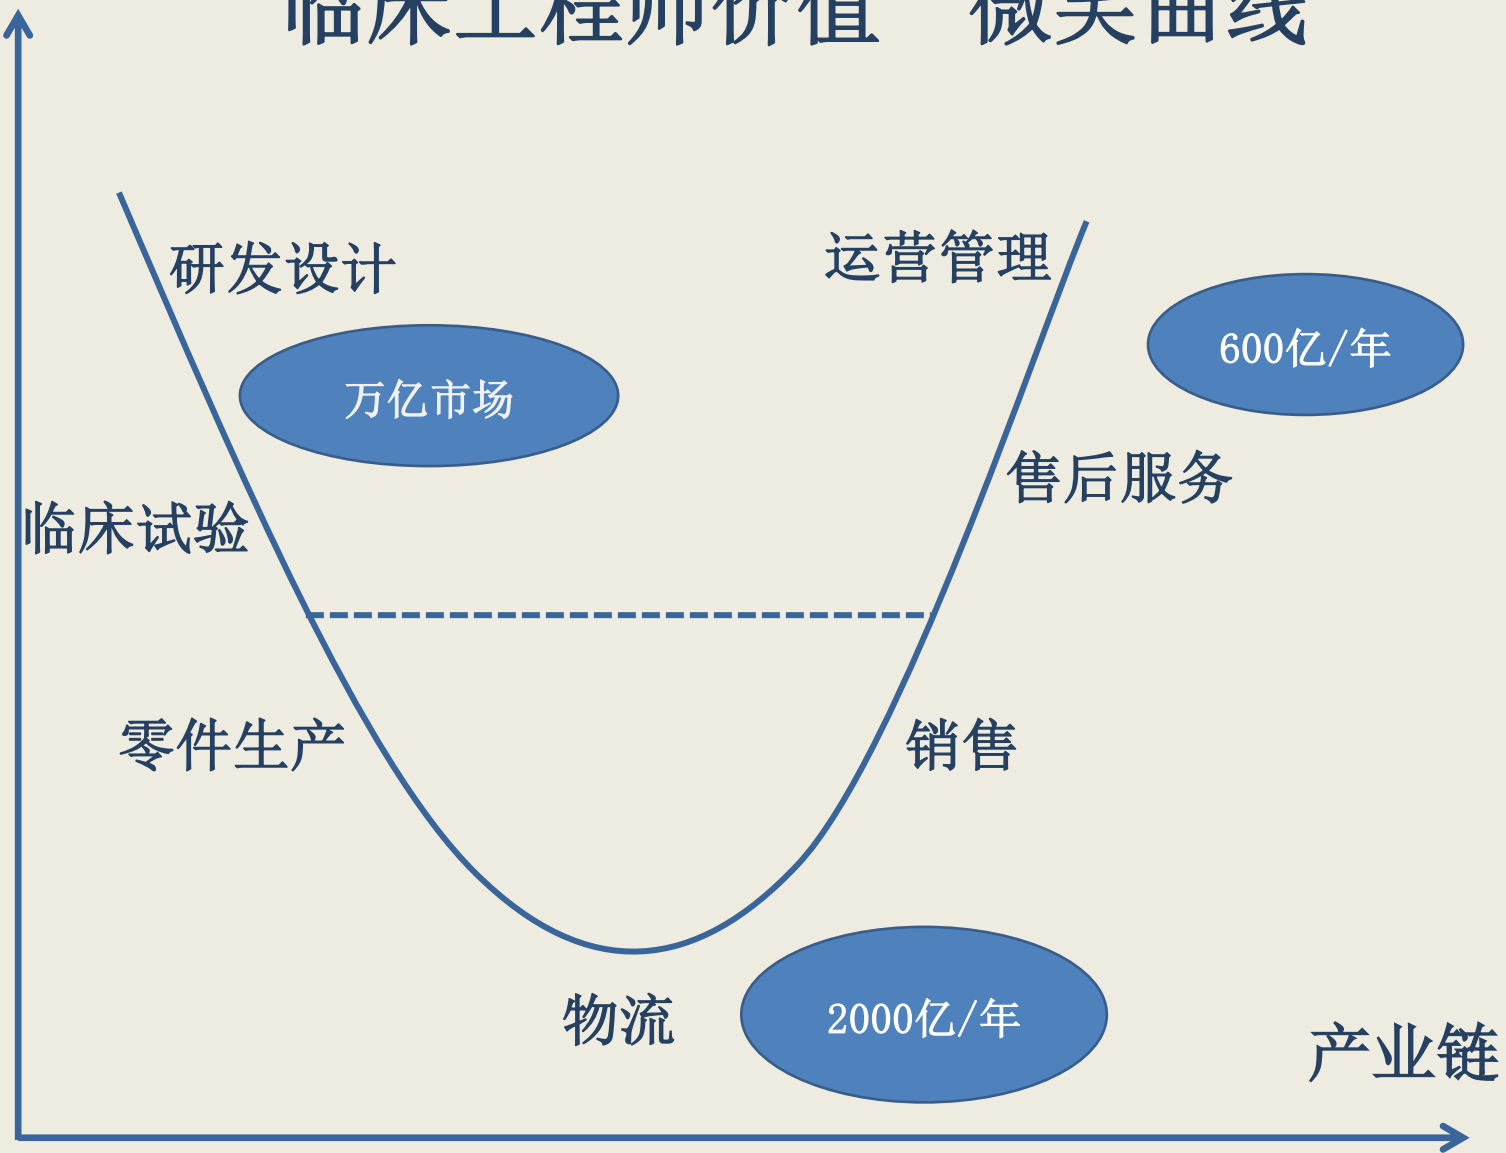 临床工程师价值 微笑曲线
研发设计
运营管理
万亿市场
600亿/年
售后服务
临床试验
零件生产
销售
物流
2000亿/年
产业链